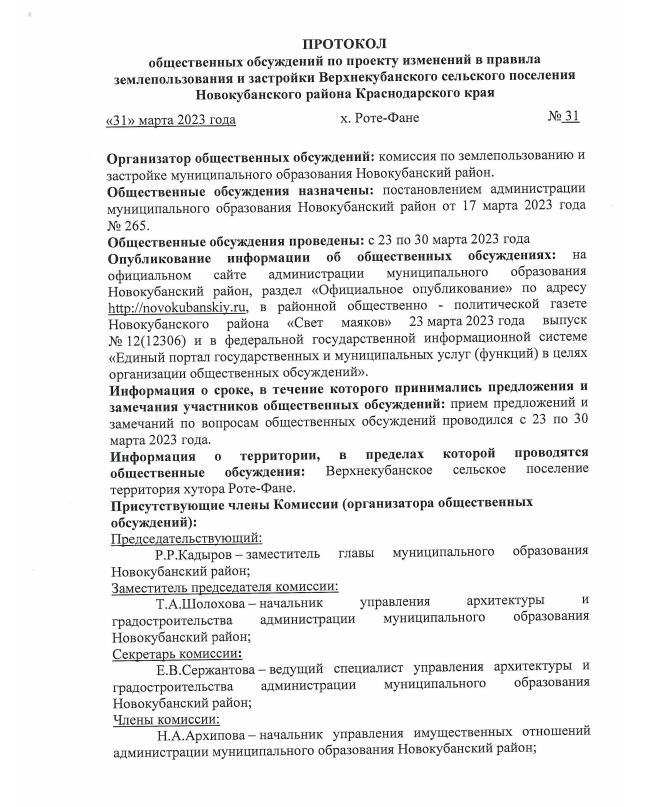 ПРОТОКОЛ
общественных обсуждений по проекту изменений в правила
землепользования и застройки Верхнекубанского сельского поселения
Новокубанского района Краснодарского края
«31» марта 2023 года х. Роте-Фане № 31
Организатор общественных обсуждений: комиссия по землепользованию и
застройке муниципального образования Новокубанский район.
Общественные обсуждения назначены: постановлением администрации
муниципального образования Новокубанский район от 17 марта 2023 года
№ 265.
Общественные обсуждения проведены: с 23 по 30 марта 2023 года
Опубликование информации об общественных обсуждениях: на
официальном сайте администрации муниципального образования
Новокубанский район, раздел «Официальное опубликование» по адресу
http://novokubanskiy.ru, в районной общественно - политической газете
Новокубанского района «Свет маяков» 23 марта 2023 года выпуск
№ 12(12306) и в федеральной государственной информационной системе
«Единый портал государственных и муниципальных услуг (функций) в целях
организации общественных обсуждений».
Информация о сроке, в течение которого принимались предложения и
замечания участников общественных обсуждений: прием предложений и
замечаний по вопросам общественных обсуждений проводился с 23 по 30
марта 2023 года.
Информация о территории, в пределах которой проводятся
общественные обсуждения: Верхнекубанское сельское поселение
территория хутора Роте-Фане.
Присутствующие члены Комиссии (организатора общественных
обсуждений):
Председательствующий:
Р.Р.Кадыров – заместитель главы муниципального образования
Новокубанский район;
Заместитель председателя комиссии:
Т.А.Шолохова – начальник управления архитектуры и
градостроительства администрации муниципального образования
Новокубанский район;
Секретарь комиссии:
Е.В.Сержантова – ведущий специалист управления архитектуры и
градостроительства администрации муниципального образования
Новокубанский район;
Члены комиссии:
Н.А.Архипова – начальник управления имущественных отношений
администрации муниципального образования Новокубанский район;